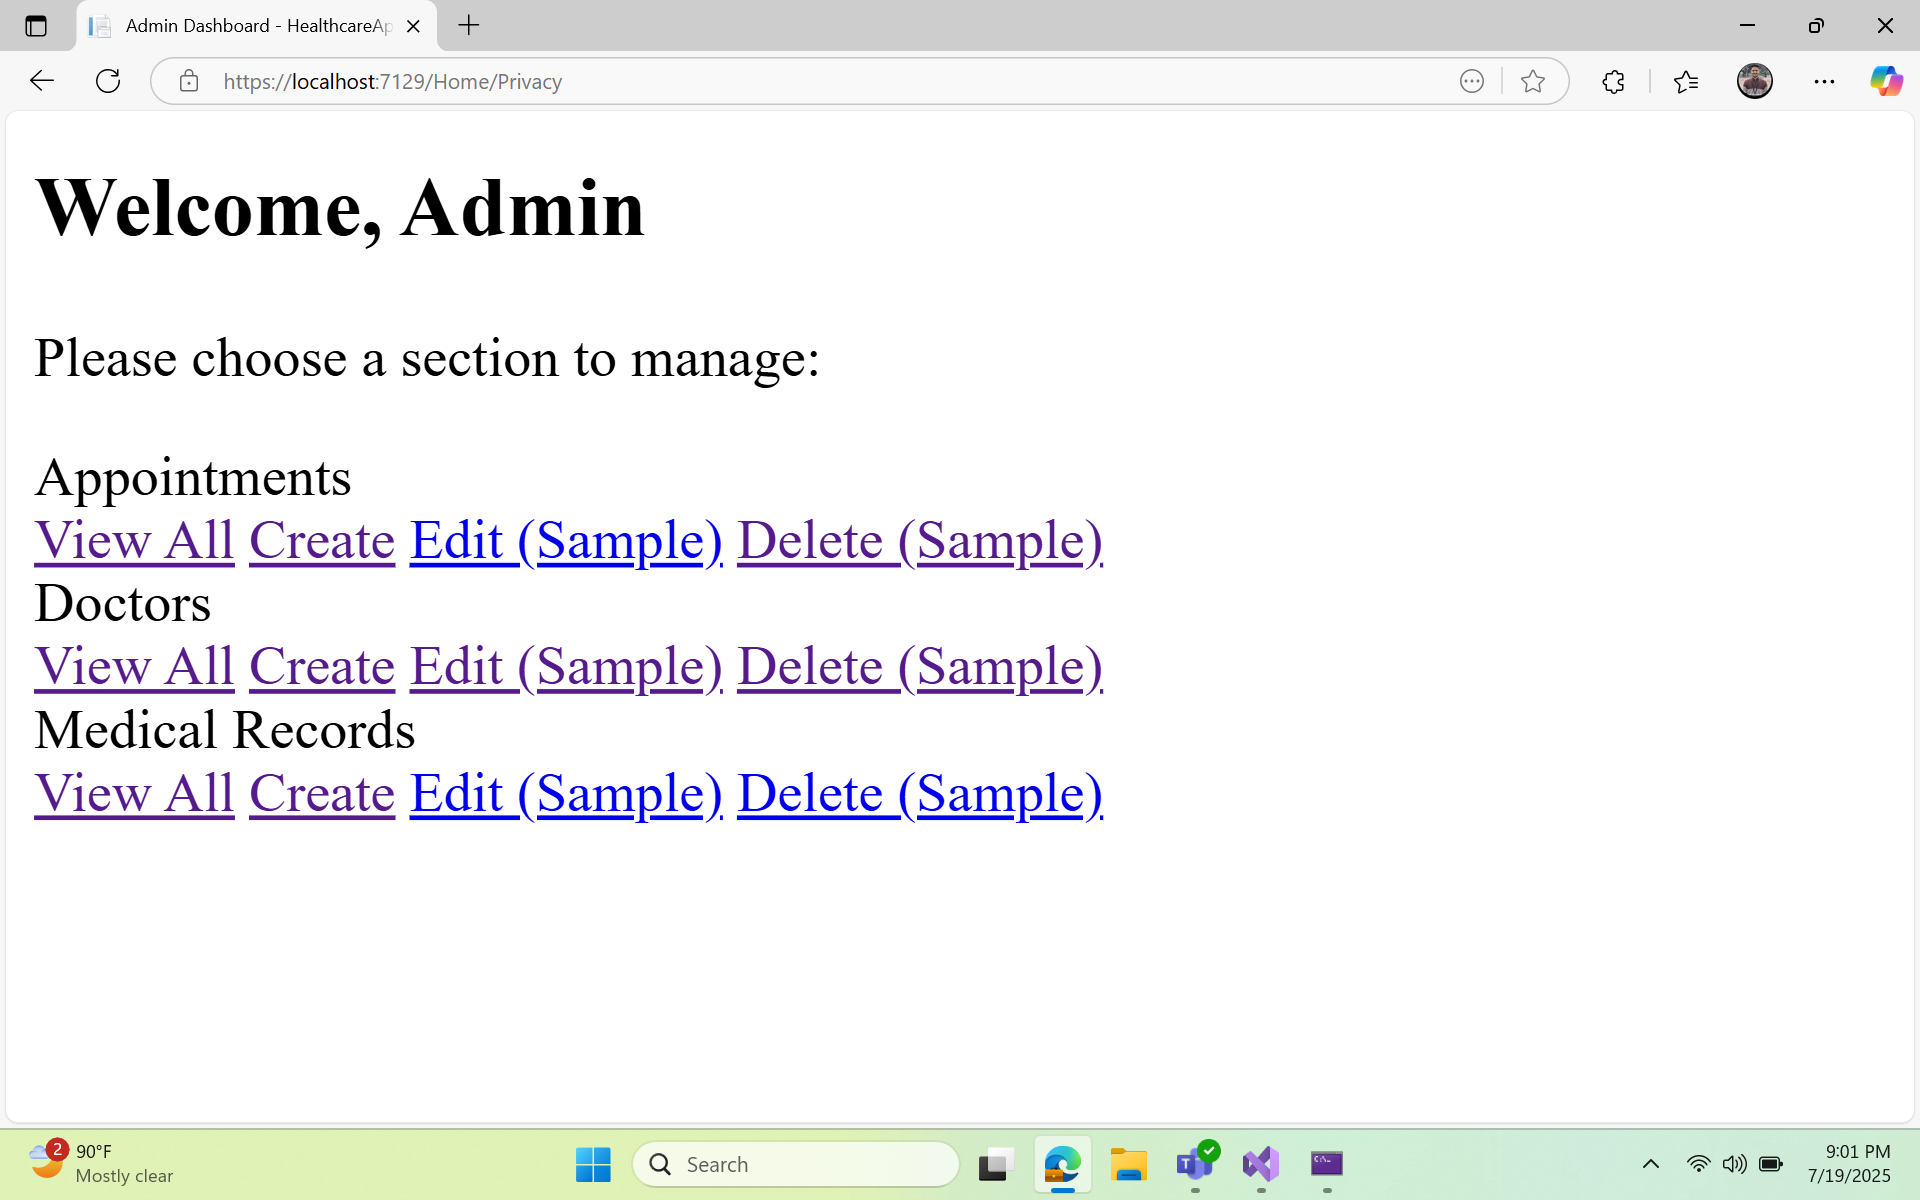 Admin Dashboard - HealthcareAp
https://localhost:7129/Home/Privacy
Welcome, Admin
Please choose a section to manage:
Appointments
View All Create Edit (Sample) Delete (Sample)
Doctors
View All Create Edit (Sample) Delete (Sample)
Medical Records
View All Create Edit (Sample) Delete (Sample)
2
90°F
Mostly clear
Search
9:01 PM
7/19/2025